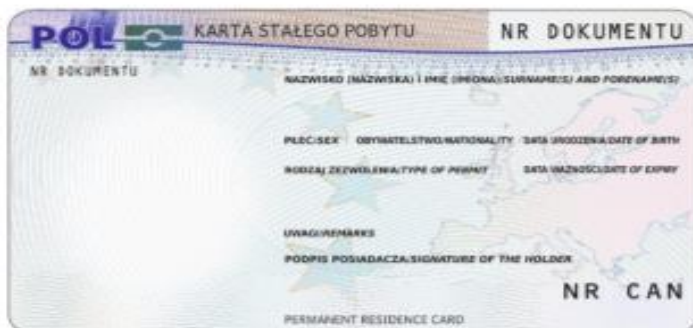 POL KARTA STAŁEGO POBYTU NR DOKUMENTU
NR DOKUMENTU
NAZWISKO (NAZWISKA) I IMIĘ (IMIONA)/SURNAME(S) AND FORENAME(S)
PŁEĆ/SEX OBYWATELSTWO/NATIONALITY DATA URODZENIA/DATE OF BIRTH
RODZAJ ZEZWOLENIA/TYPE OF PERMIT DATA WAŻNOŚCI/DATE OF EXPIRY
UWAGI/REMARKS
PODPIS POSIADACZA/SIGNATURE OF THE HOLDER
NR CAN
PERMANENT RESIDENCE CARD